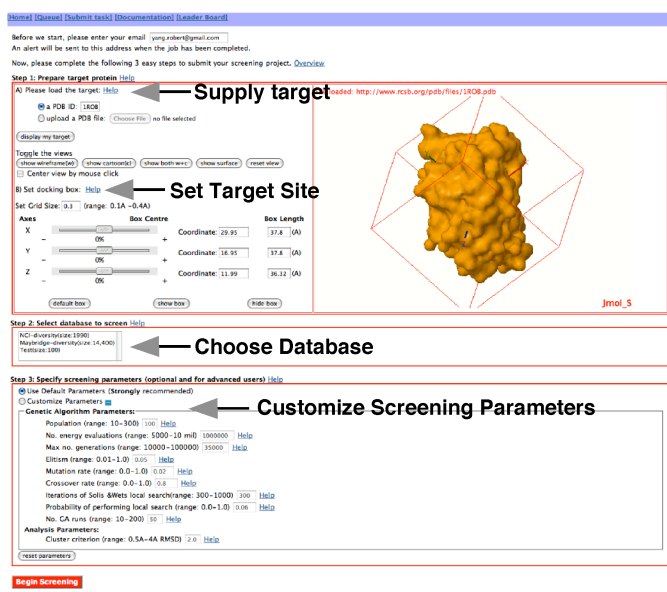 Home] [Queue] [Submit task] [Documentation] [Leader Board]
Before we start, please enter your email yang.robert@gmail.com
An alert will be sent to this address when the job has been completed.
Now, please complete the following 3 easy steps to submit your screening project. Overview
Step 1: Prepare target protein Help
A) Please load the target: Help
Supply target
loaded: http://www.rcsb.org/pdb/files/1ROB.pdb
a PDB ID: 1ROB
upload a PDB file: Choose File no file selected
display my target
Toggle the views
show wireframe(w) show cartoon(c) show both w+c show surface reset view
Center view by mouse click
B) Set docking box: Help
Set Target Site
Set Grid Size: 0.3 (range: 0.1A -0.4A)
Axes Box Centre Box Length
X Coordinate: 29.95 37.8 (A)
- 0% +
Y Coordinate: 16.95 37.8 (A)
- 0% +
Z Coordinate: 11.99 36.32 (A)
- 0% +
default box show box hide box
Jmol_S
Step 2: Select database to screen Help
NCI-diversity(size:1990)
Maybridge-diversity(size:14,400)
Test(size:100)
Choose Database
Step 3: Specify screening parameters (optional and for advanced users) Help
Use Default Parameters (Strongly recommended)
Customize Parameters
Customize Screening Parameters
Genetic Algorithm Parameters:
Population (range: 10-300) 100 Help
No. energy evaluations (range: 5000-10 mil) 1000000 Help
Max no. generations (range: 10000-100000) 35000 Help
Elitism (range: 0.01-1.0) 0.05 Help
Mutation rate (range: 0.0-1.0) 0.02 Help
Crossover rate (range: 0.0-1.0) 0.8 Help
Iterations of Solis &Wets local search(range: 300-1000) 300 Help
Probability of performing local search (range: 0.0-1.0) 0.06 Help
No. GA runs (range: 10-200) 50 Help
Analysis Parameters:
Cluster criterion (range: 0.5A-4A RMSD) 2.0 Help
reset parameters
Begin Screening